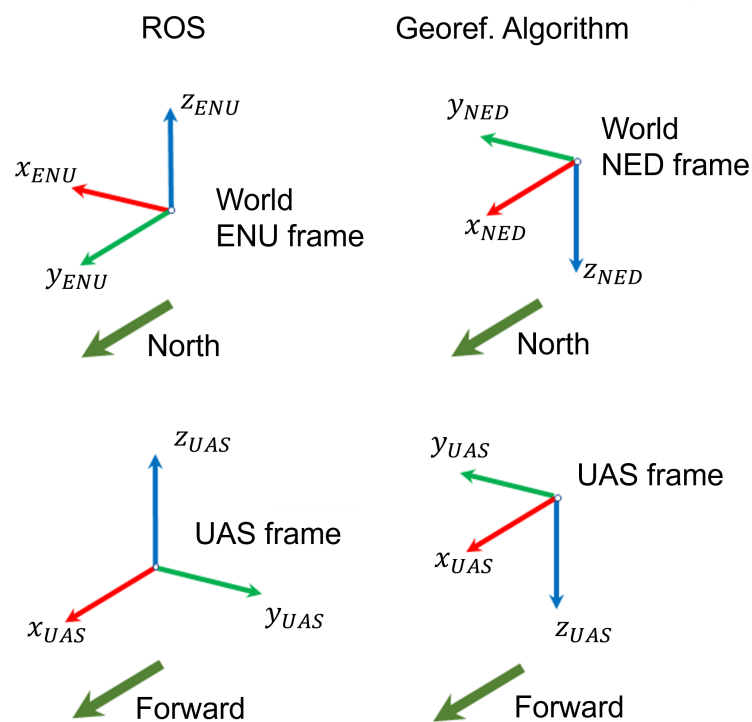 ROS
Georef. Algorithm
z_ENU
x_ENU
World
ENU frame
y_ENU
North
y_NED
World
NED frame
x_NED
z_NED
North
z_UAS
UAS frame
x_UAS
y_UAS
Forward
y_UAS
UAS frame
x_UAS
z_UAS
Forward